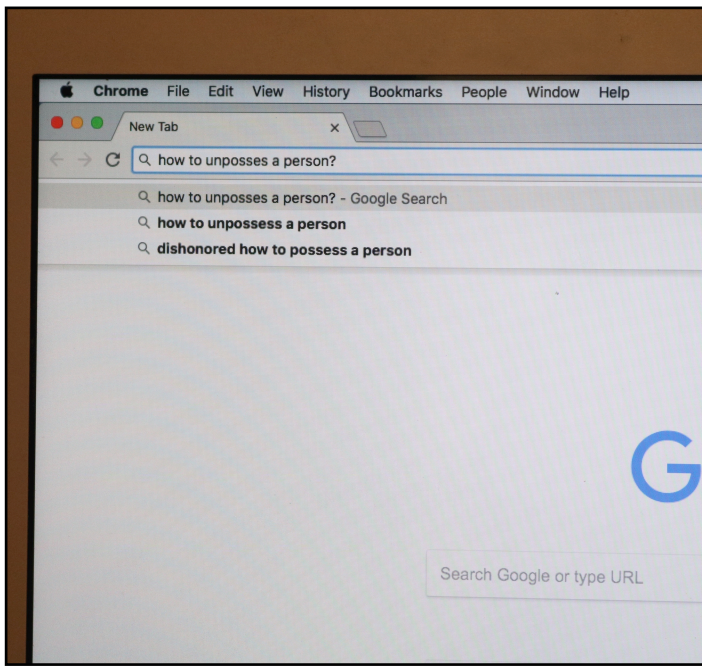 Chrome File Edit View History Bookmarks People Window Help
New Tab
how to unposses a person?
how to unposses a person? - Google Search
how to unpossess a person
dishonored how to possess a person
G
Search Google or type URL